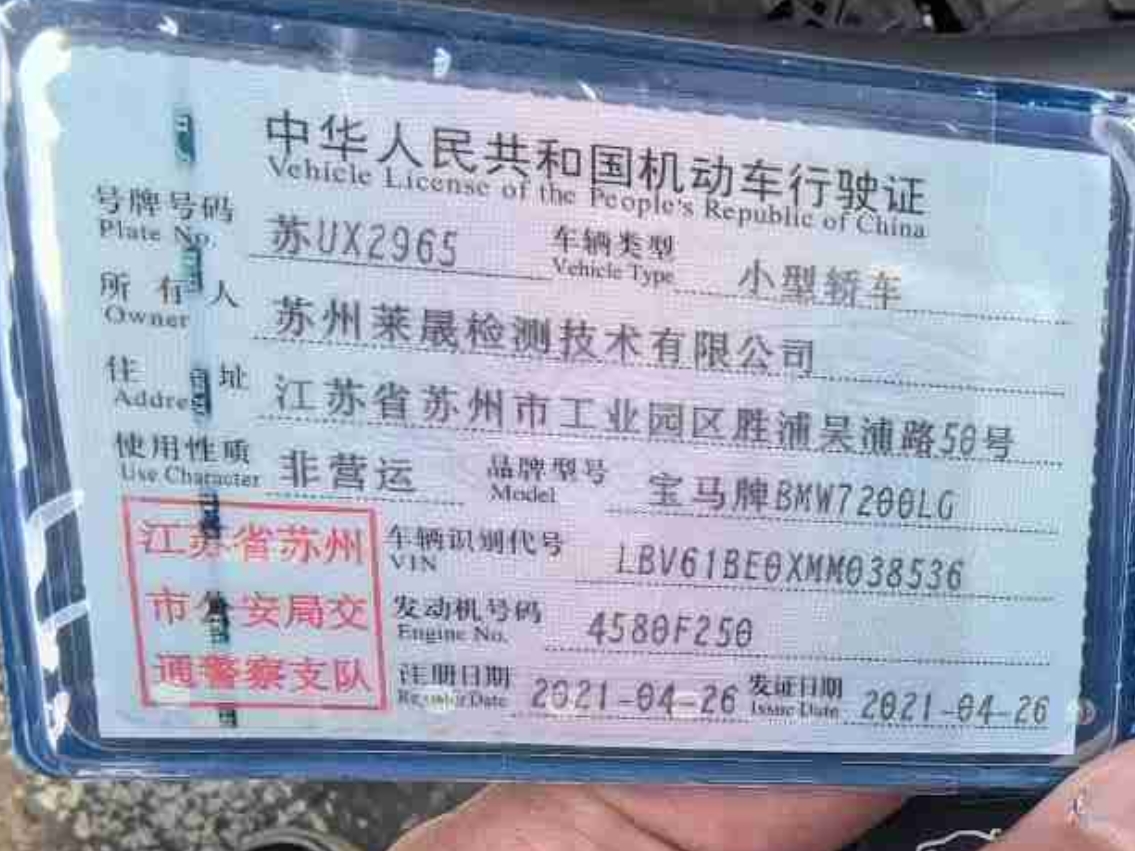 中华人民共和国机动车行驶证
Vehicle License of the People's Republic of China
号牌号码 苏UX2965 车辆类型 小型轿车
Plate No. Vehicle Type
所有人 苏州莱晟检测技术有限公司
Owner
住址 江苏省苏州市工业园区胜浦吴浦路50号
Address
使用性质 非营运 品牌型号 宝马牌BMW7200LG
Use Character Model
车辆识别代号 LBV61BE0XMM038536
VIN
发动机号码 4580F250
Engine No.
注册日期 2021-04-26 发证日期 2021-04-26
Register Date Issue Date
江苏省苏州
市公安局交
通警察支队